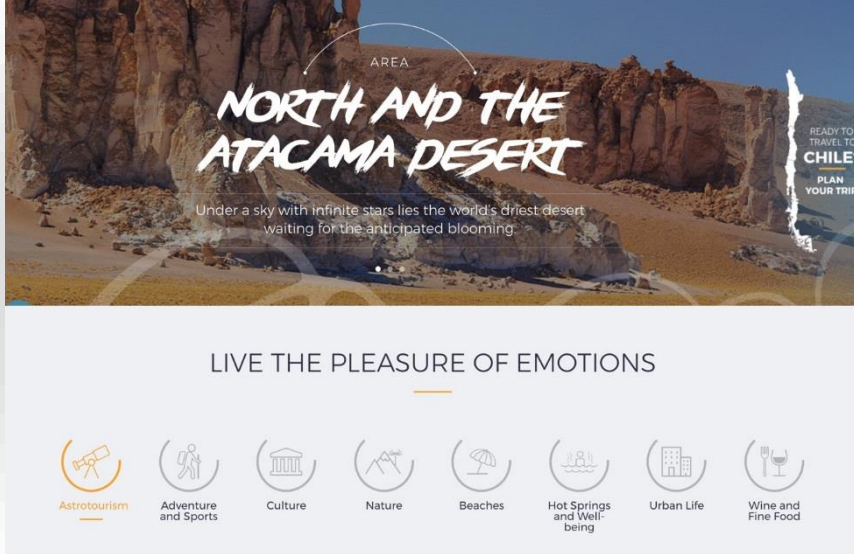 AREA
NORTH AND THE
ATACAMA DESERT
Under a sky with infinite stars lies the world's driest desert
waiting for the anticipated blooming.
READY TO
TRAVEL TO
CHILE
PLAN
YOUR TRIP
LIVE THE PLEASURE OF EMOTIONS
Astrotourism
Adventure
and Sports
Culture
Nature
Beaches
Hot Springs
and Well-
being
Urban Life
Wine and
Fine Food